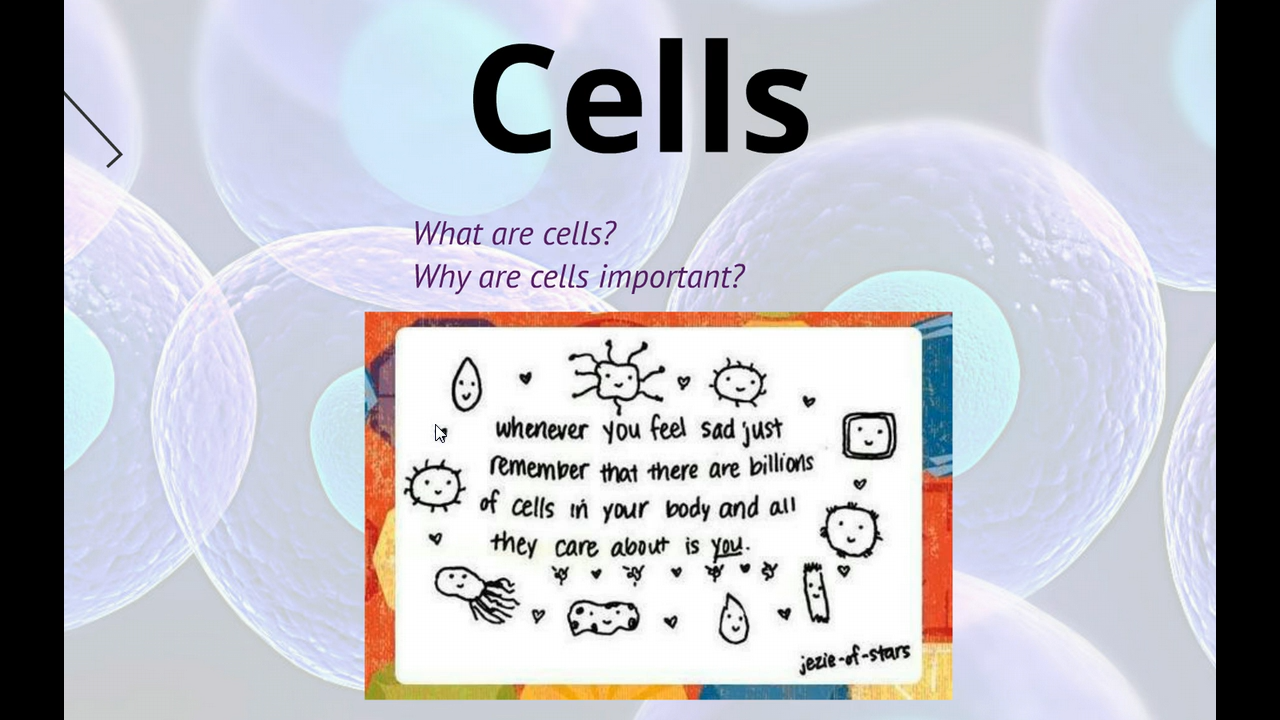 Cells
What are cells?
Why are cells important?
whenever you feel sad just
remember that there are billions
of cells in your body and all
they care about is you.
jezie-of-stars